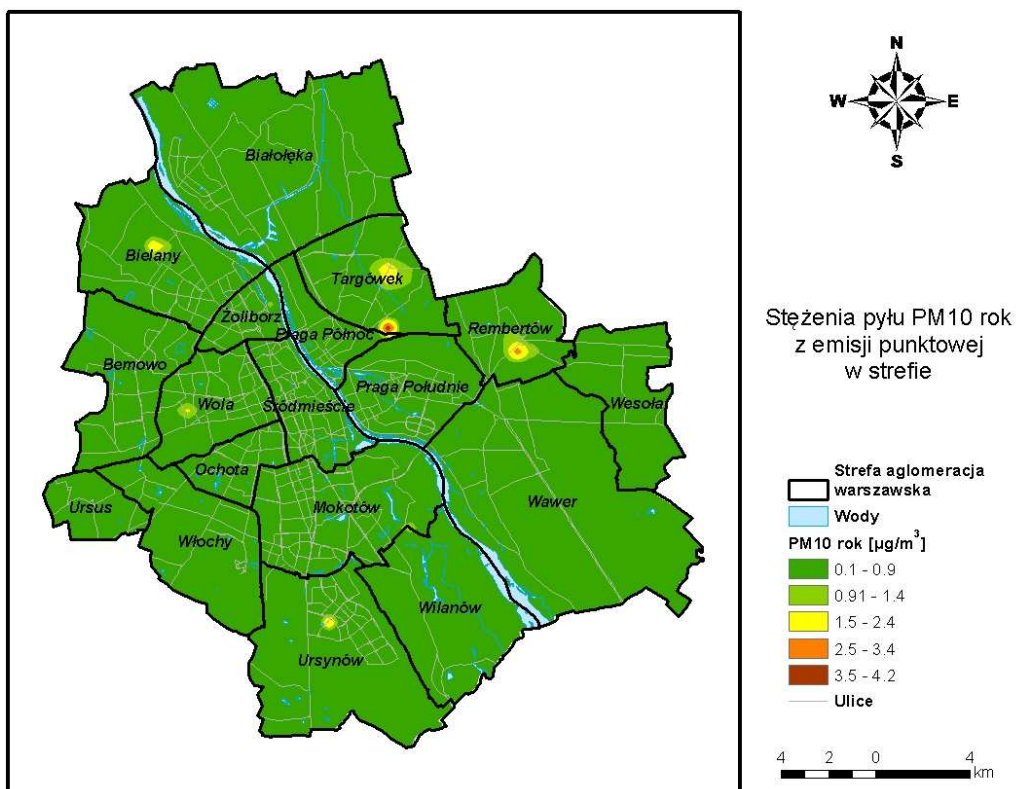 N
W E
S
Białołęka
Bielany
Targówek
Żoliborz
Praga Północ
Rembertów
Bemowo
Praga Południe
Wola
Śródmieście
Wesoła
Ochota
Ursus
Mokotów
Wawer
Włochy
Wilanów
Ursynów
Stężenia pyłu PM10 rok
z emisji punktowej
w strefie
Strefa aglomeracja
warszawska
Wody
PM10 rok [µg/m³]
0.1 - 0.9
0.91 - 1.4
1.5 - 2.4
2.5 - 3.4
3.5 - 4.2
Ulice
4 2 0 4
km